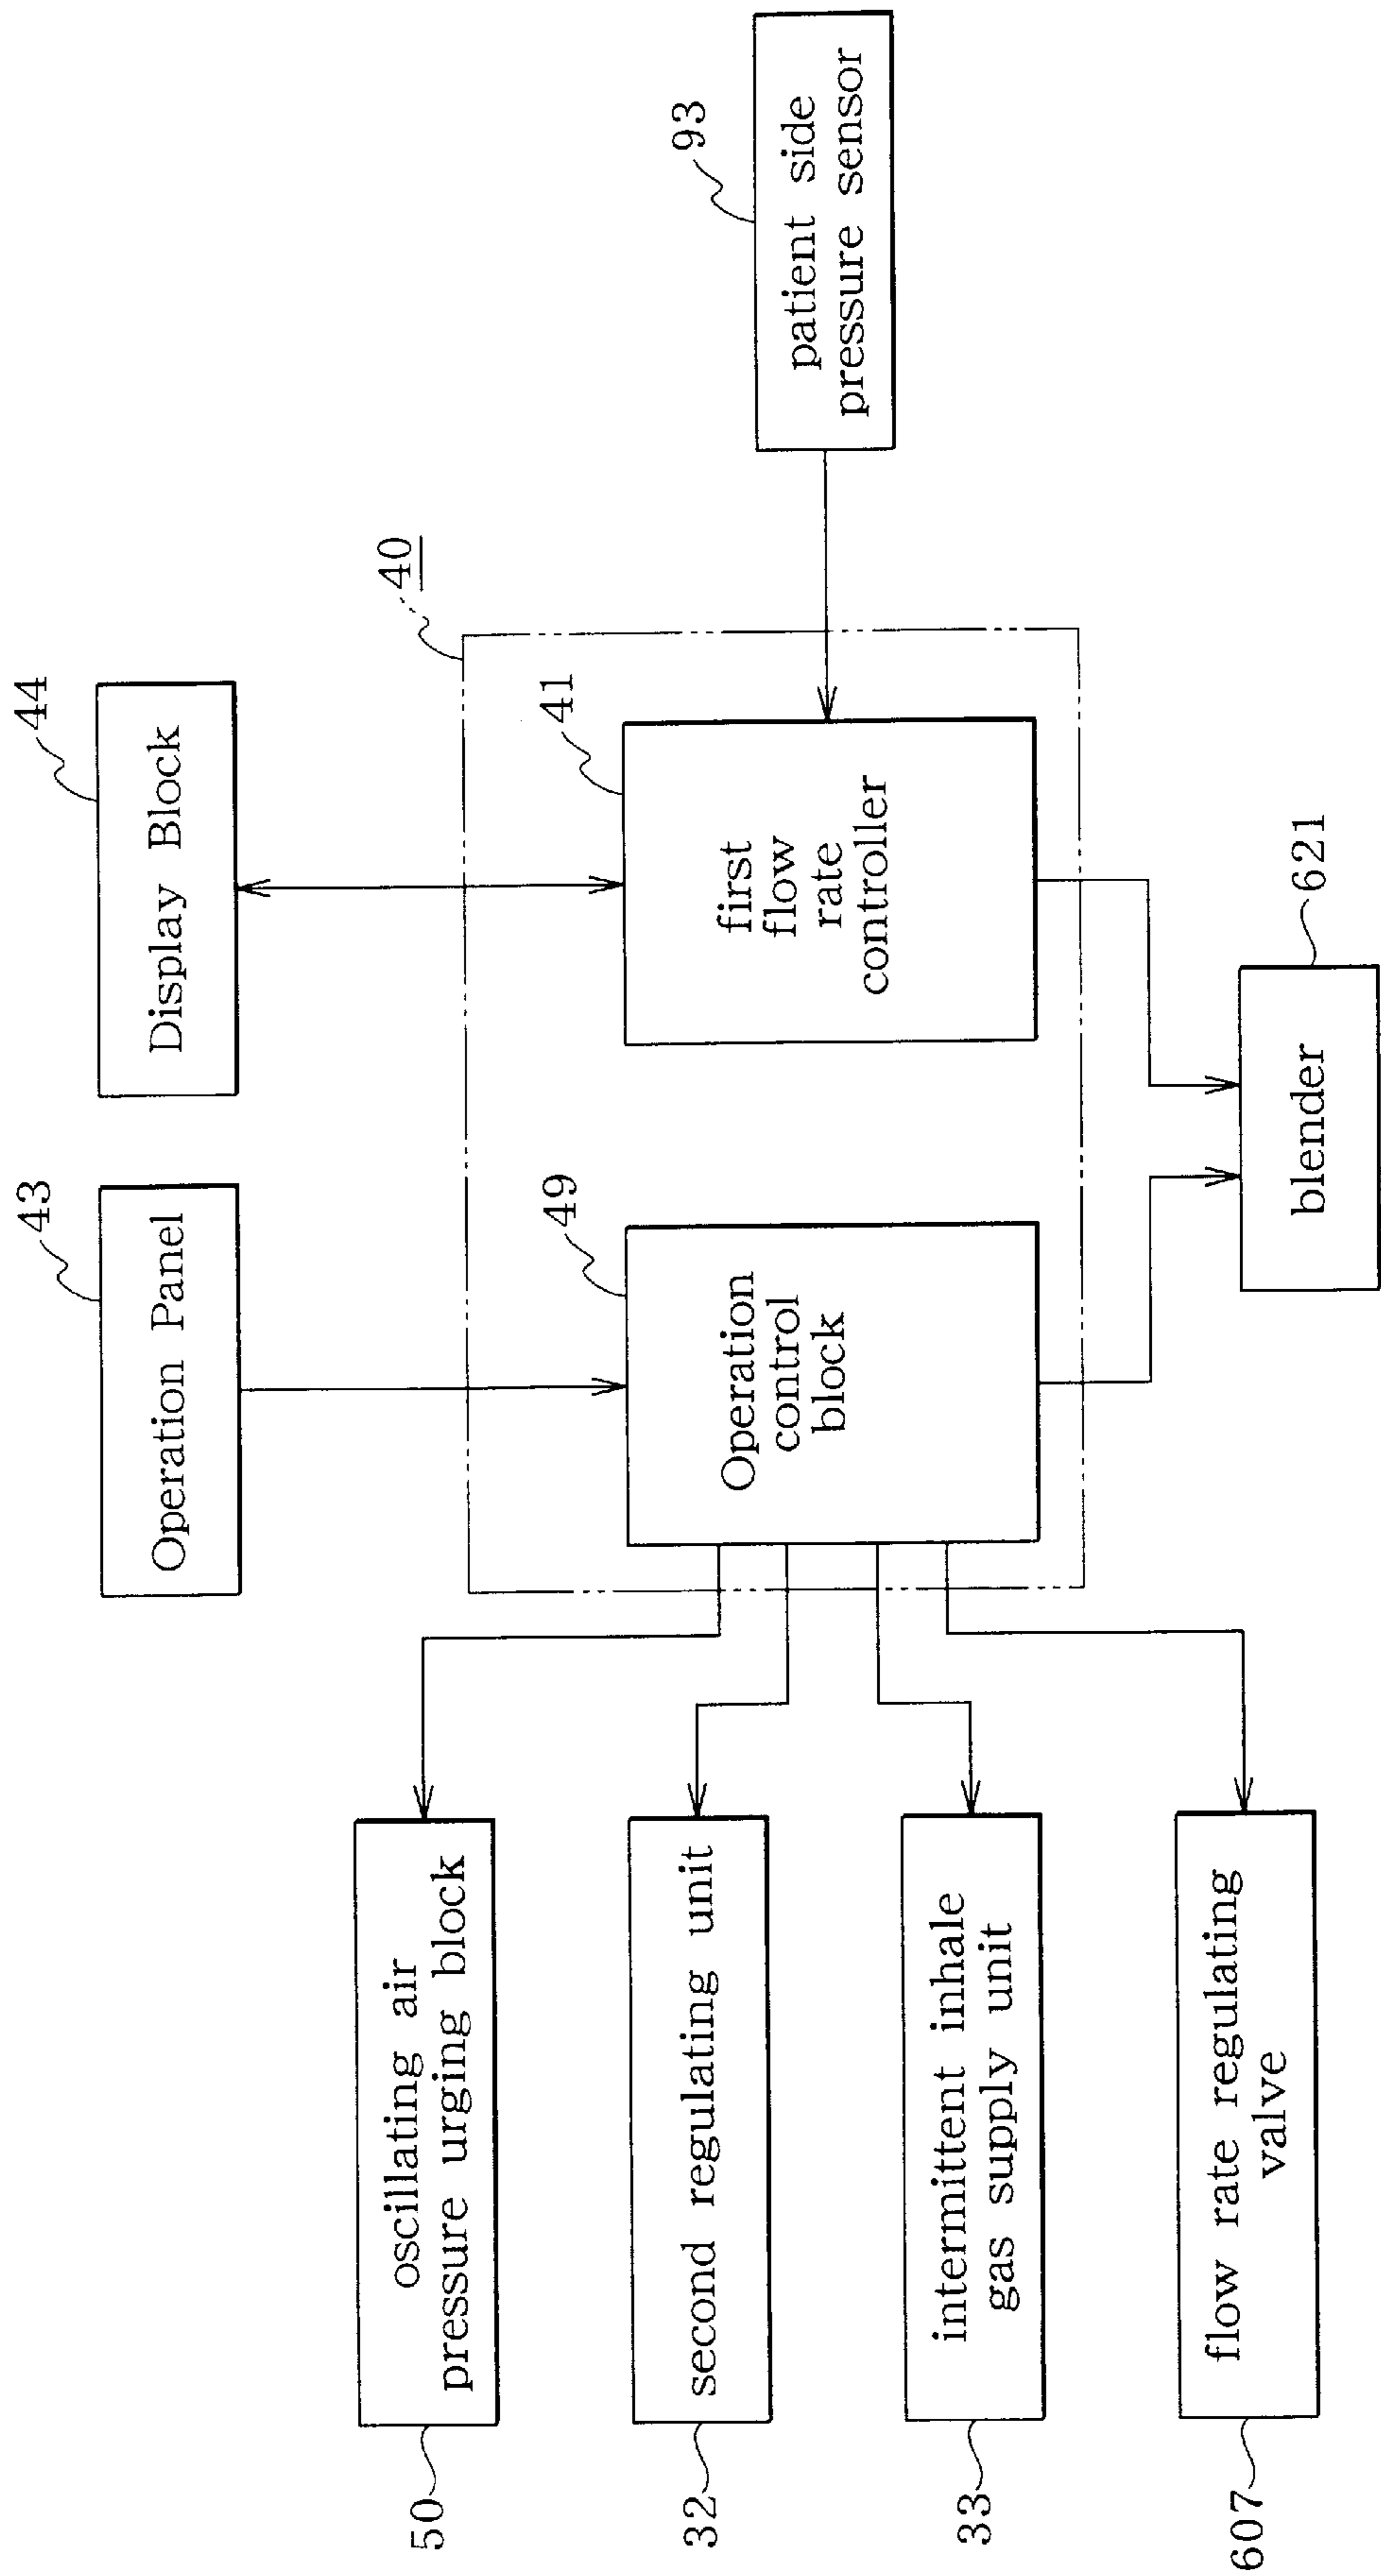 43
Operation Panel
44
Display Block
40
50
oscillating air
pressure urging block
32
second regulating unit
33
intermittent inhale
gas supply unit
607
flow rate regulating
valve
49
Operation
control
block
41
first
flow
rate
controller
93
patient side
pressure sensor
blender
621